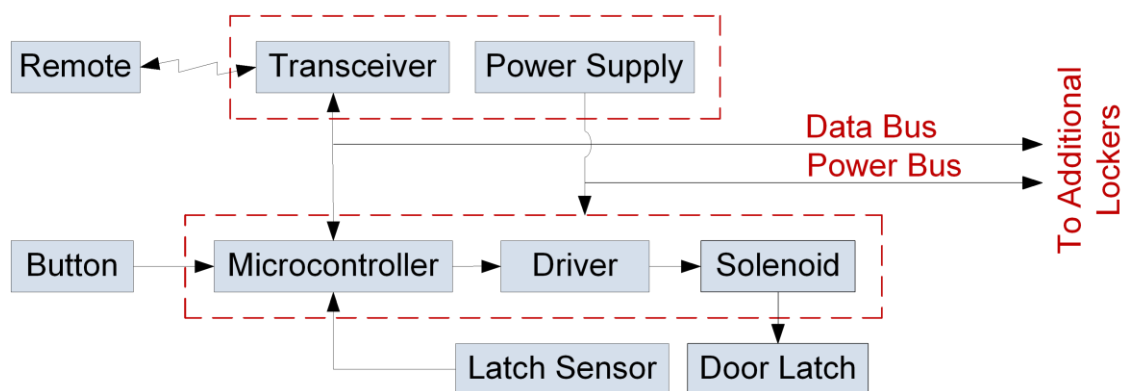 Remote
Transceiver
Power Supply
Data Bus
Power Bus
To Additional
Lockers
Button
Microcontroller
Driver
Solenoid
Latch Sensor
Door Latch